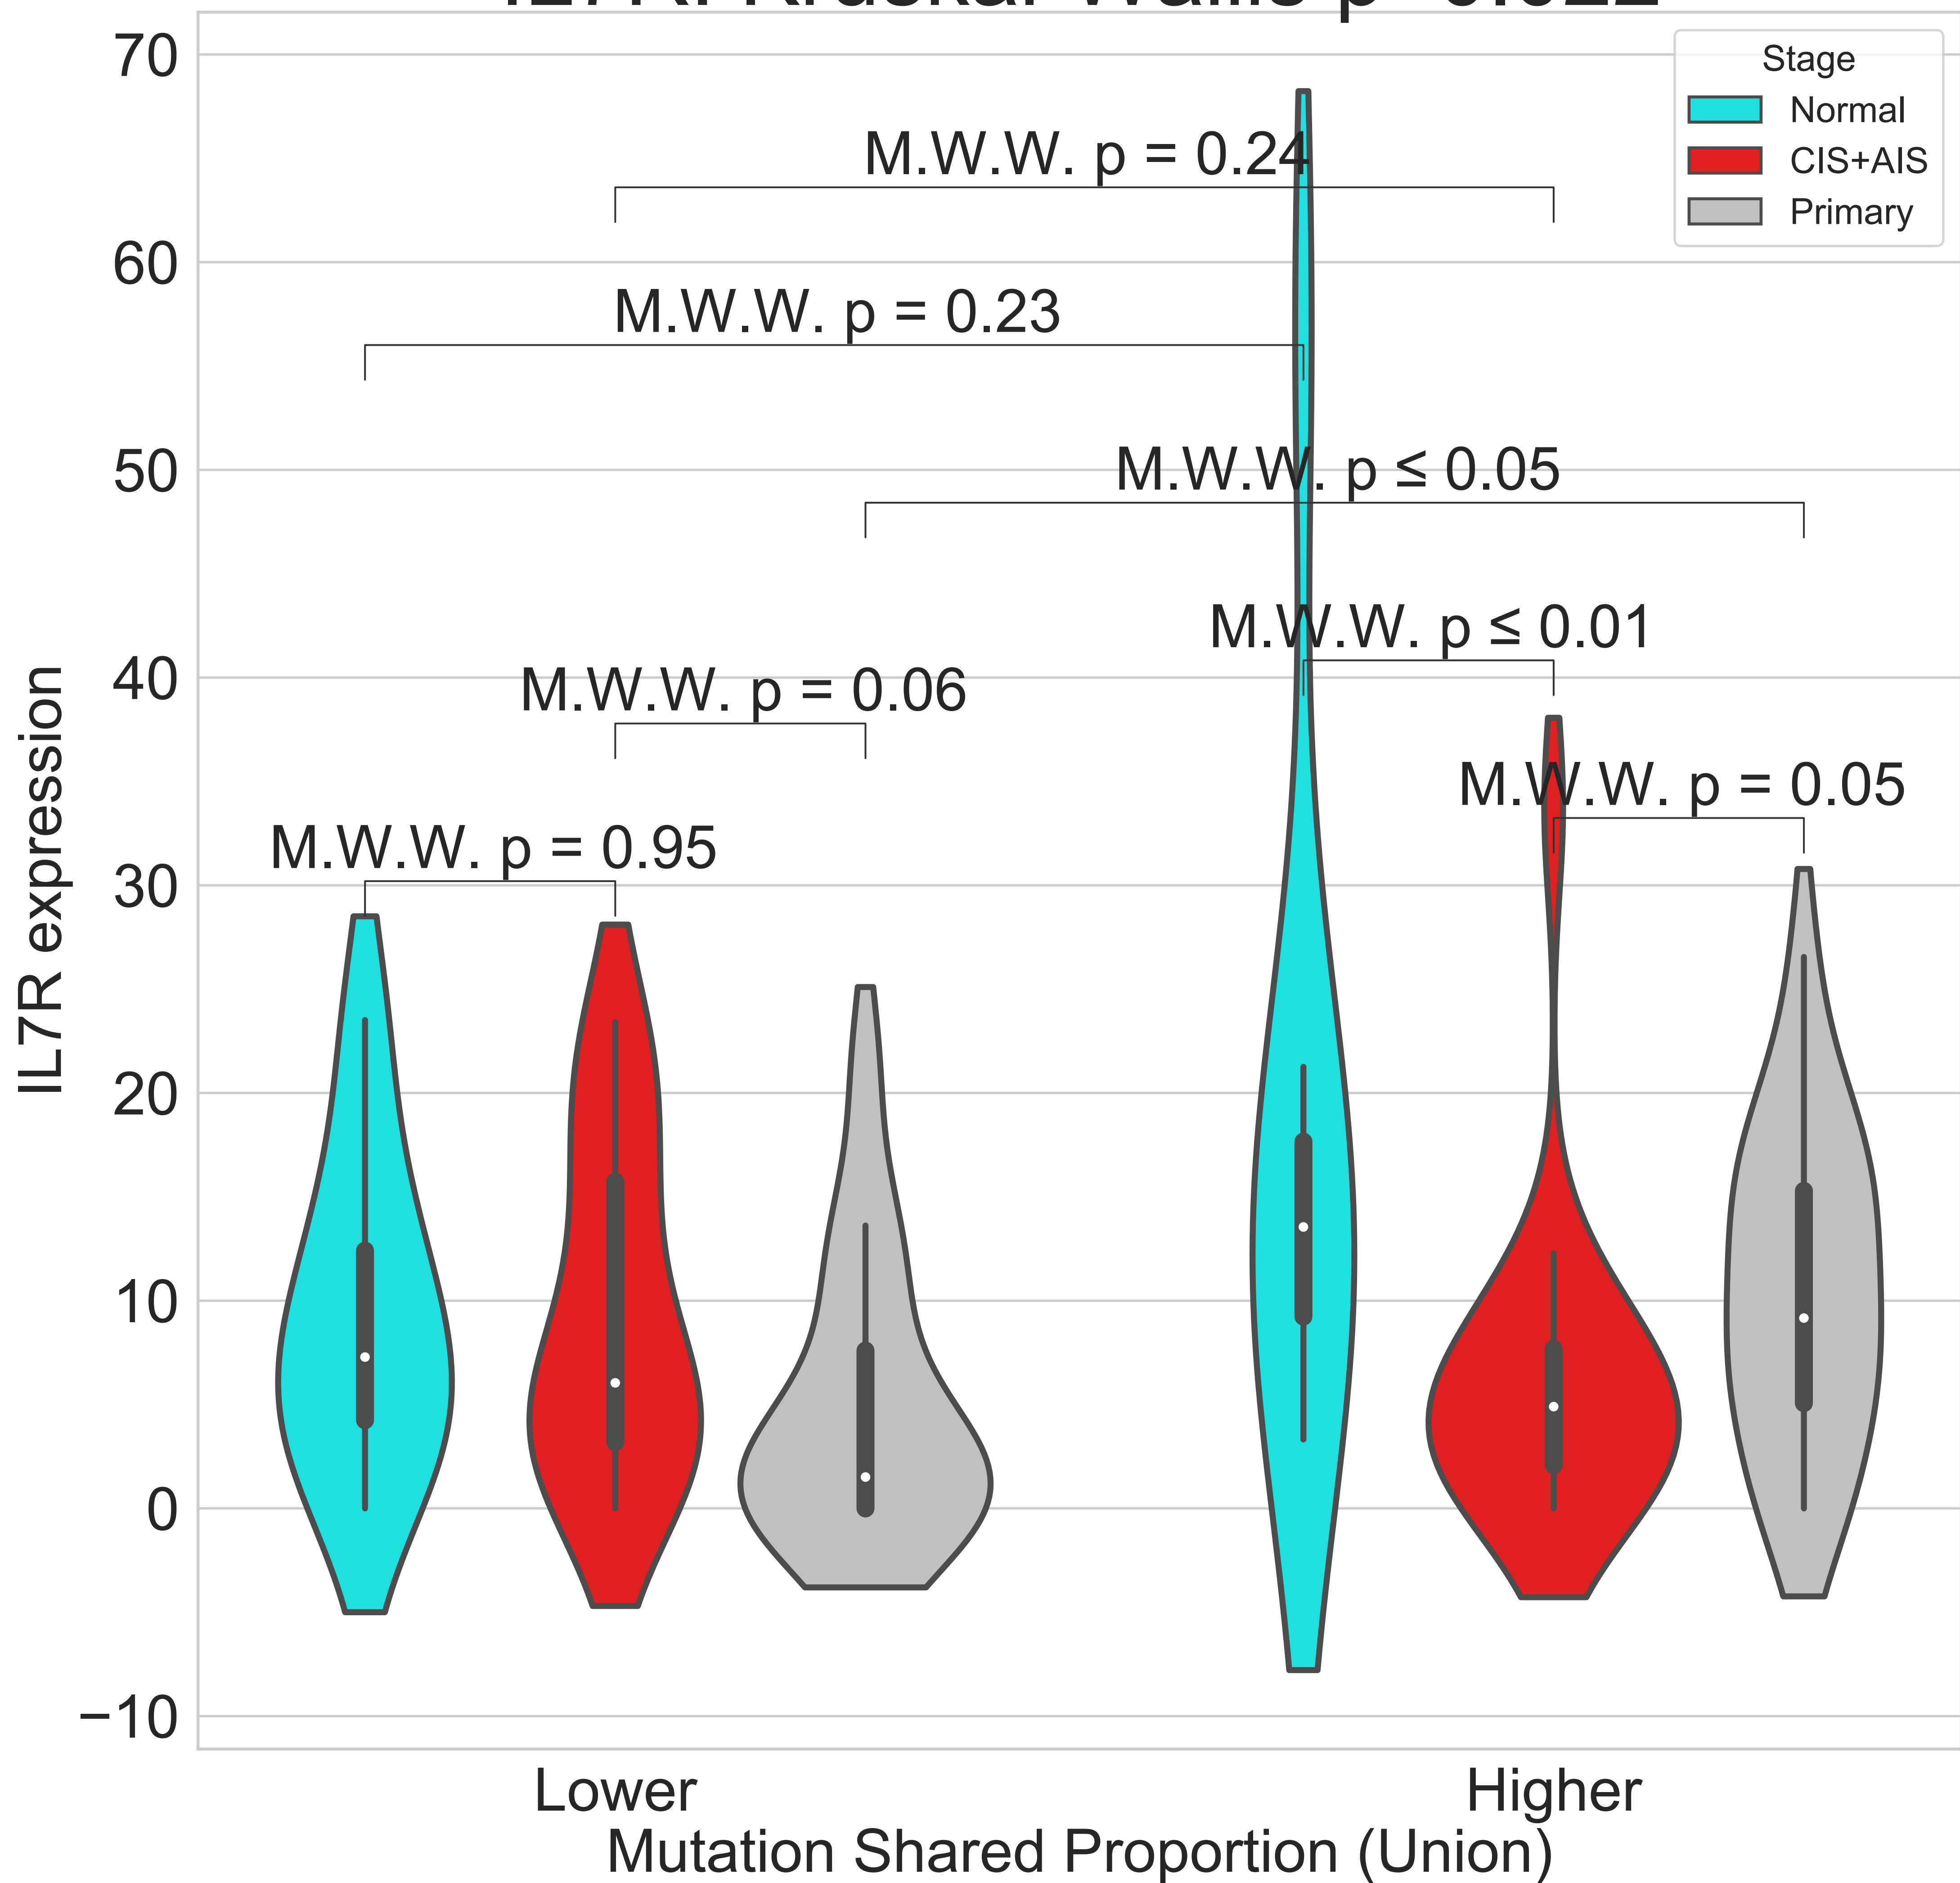 70
60
50
40
30
20
10
0
−10
IL7R expression
Stage
Normal
CIS+AIS
Primary
M.W.W. p = 0.24
M.W.W. p = 0.23
M.W.W. p ≤ 0.05
M.W.W. p ≤ 0.01
M.W.W. p = 0.06
M.W.W. p = 0.05
M.W.W. p = 0.95
Lower
Higher
Mutation Shared Proportion (Union)